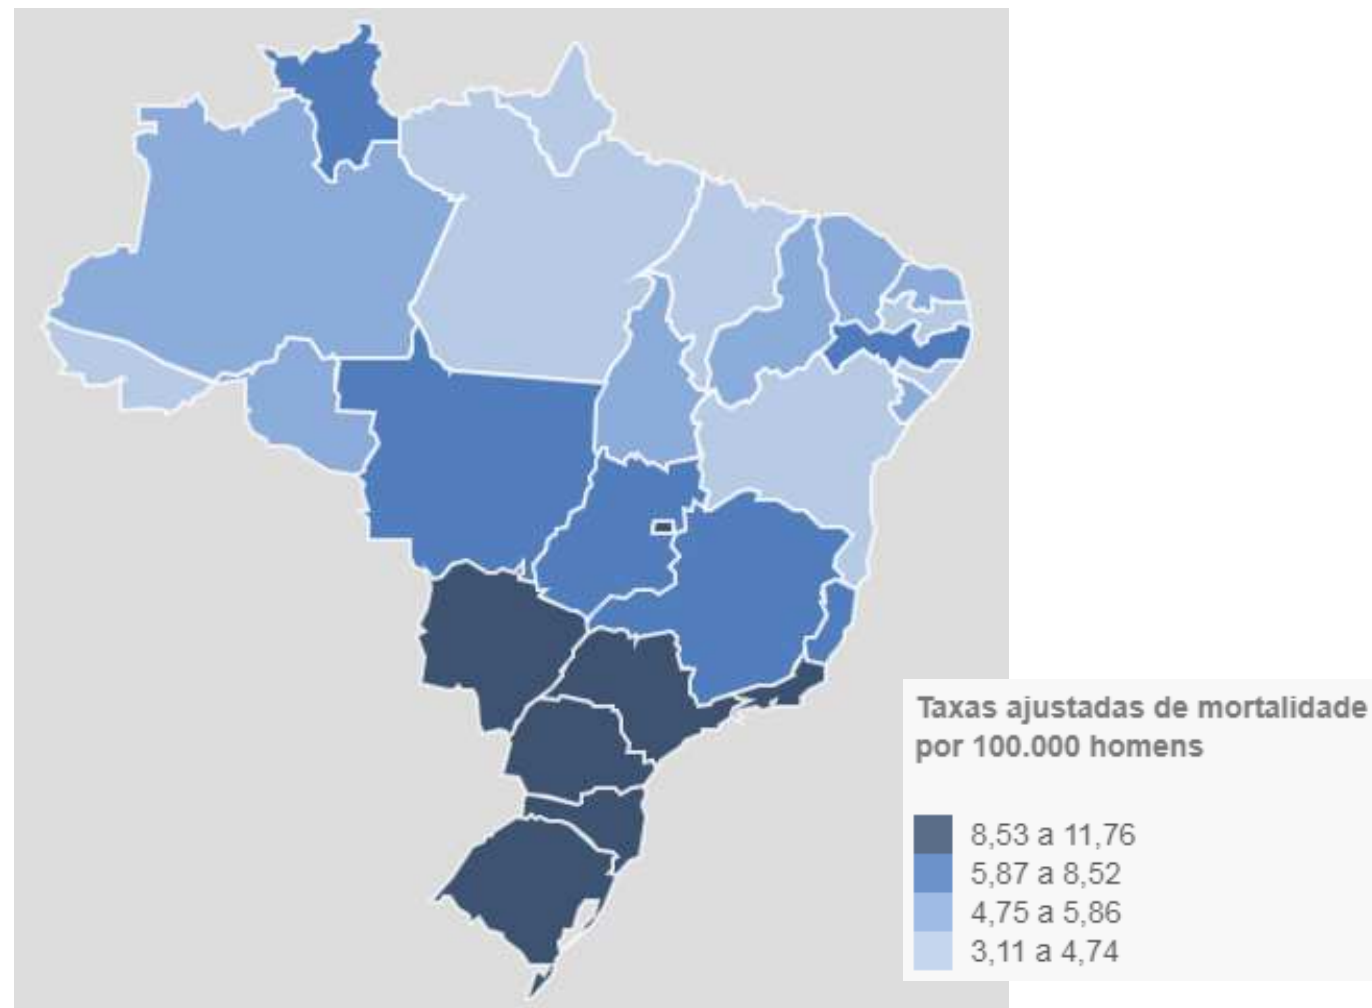 Taxas ajustadas de mortalidade
por 100.000 homens
8,53 a 11,76
5,87 a 8,52
4,75 a 5,86
3,11 a 4,74